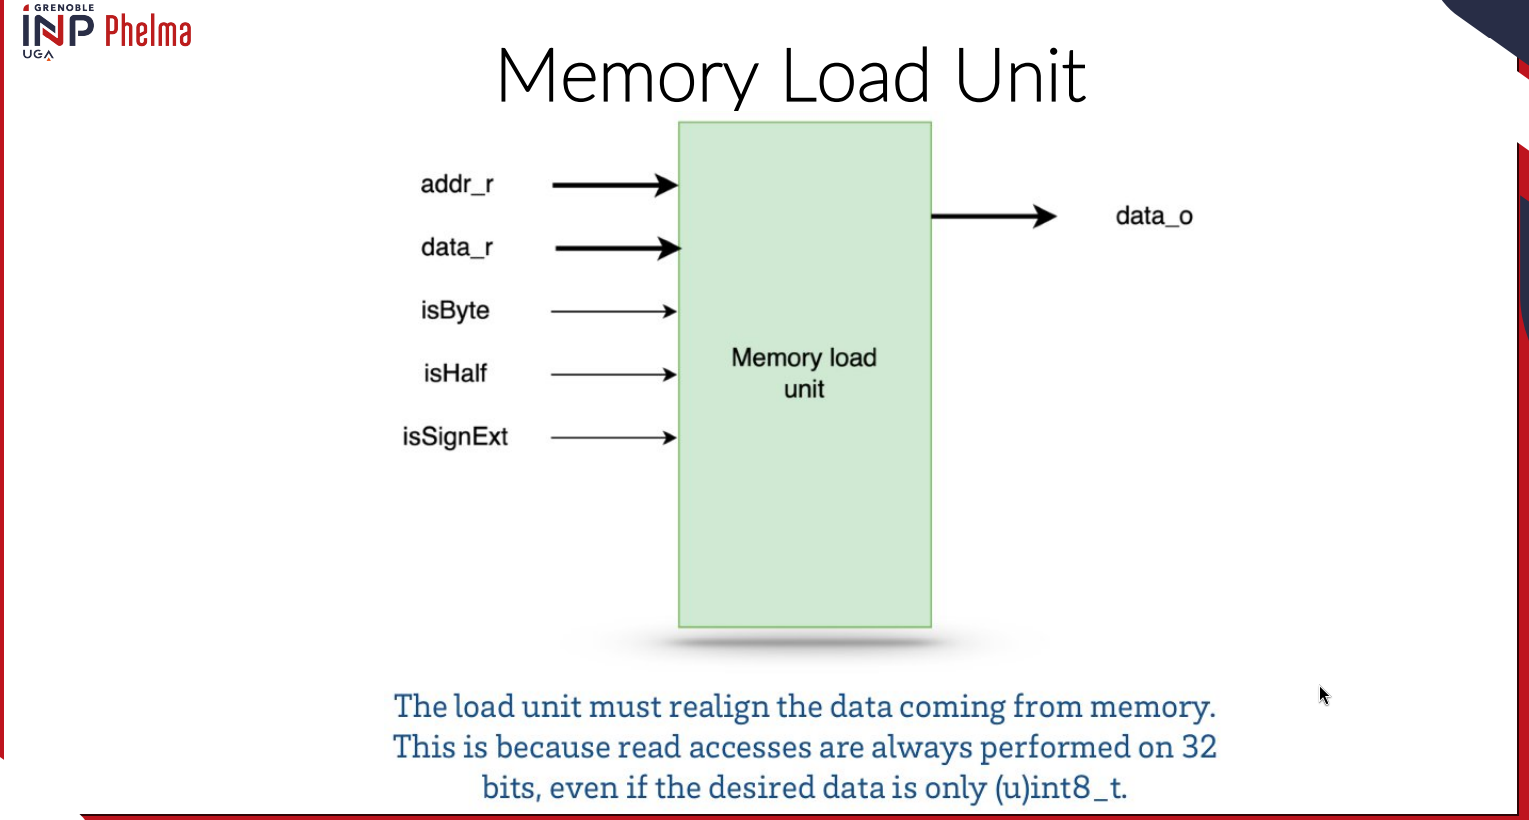 GRENOBLE
INP Phelma
UGA
Memory Load Unit
addr_r
data_r
isByte
isHalf
isSignExt
Memory load
unit
data_o
The load unit must realign the data coming from memory.
This is because read accesses are always performed on 32
bits, even if the desired data is only (u)int8_t.